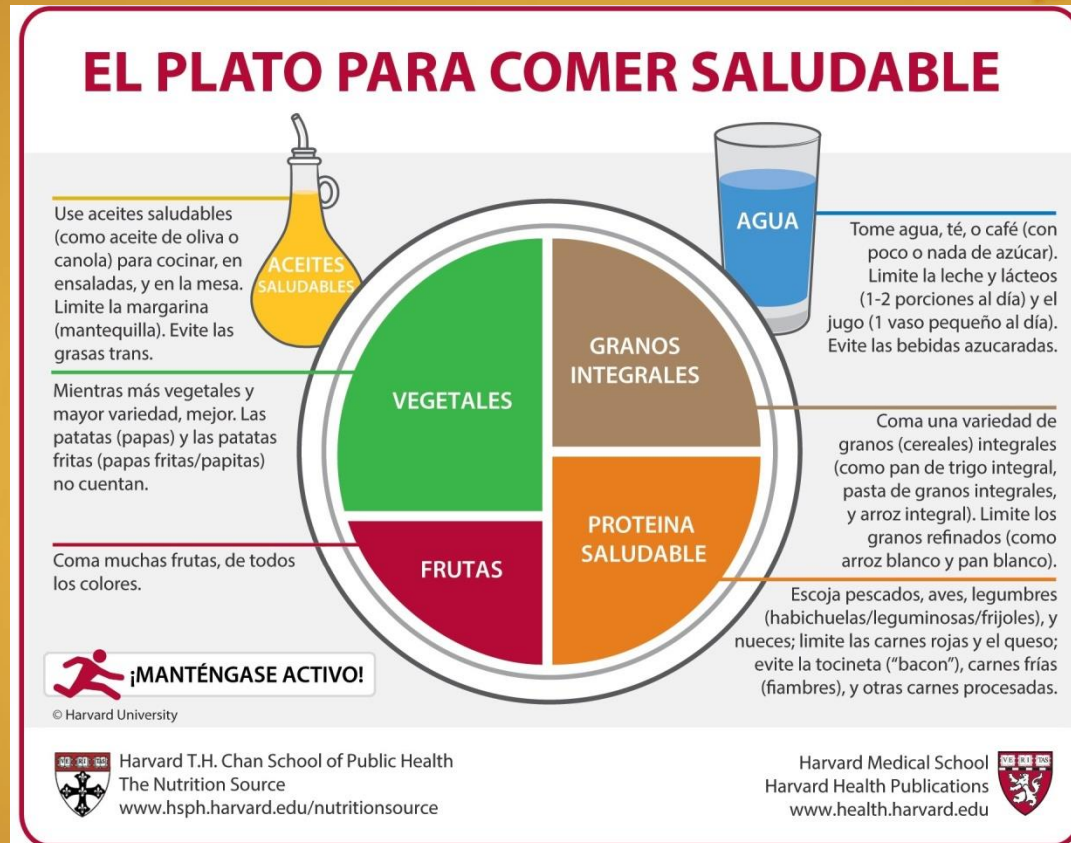 EL PLATO PARA COMER SALUDABLE
Use aceites saludables
(como aceite de oliva o
canola) para cocinar, en
ensaladas, y en la mesa.
Limite la margarina
(mantequilla). Evite las
grasas trans.
ACEITES
SALUDABLES
Mientras más vegetales y
mayor variedad, mejor. Las
patatas (papas) y las patatas
fritas (papas fritas/papitas)
no cuentan.
Coma muchas frutas, de todos
los colores.
VEGETALES
FRUTAS
GRANOS
INTEGRALES
PROTEINA
SALUDABLE
AGUA
Tome agua, té, o café (con
poco o nada de azúcar).
Limite la leche y lácteos
(1-2 porciones al día) y el
jugo (1 vaso pequeño al día).
Evite las bebidas azucaradas.
Coma una variedad de
granos (cereales) integrales
(como pan de trigo integral,
pasta de granos integrales,
y arroz integral). Limite los
granos refinados (como
arroz blanco y pan blanco).
Escoja pescados, aves, legumbres
(habichuelas/leguminosas/frijoles), y
nueces; limite las carnes rojas y el queso;
evite la tocineta (“bacon”), carnes frías
(fiambres), y otras carnes procesadas.
¡MANTÉNGASE ACTIVO!
© Harvard University
Harvard T.H. Chan School of Public Health
The Nutrition Source
www.hsph.harvard.edu/nutritionsource
Harvard Medical School
Harvard Health Publications
www.health.harvard.edu
VE RI TAS